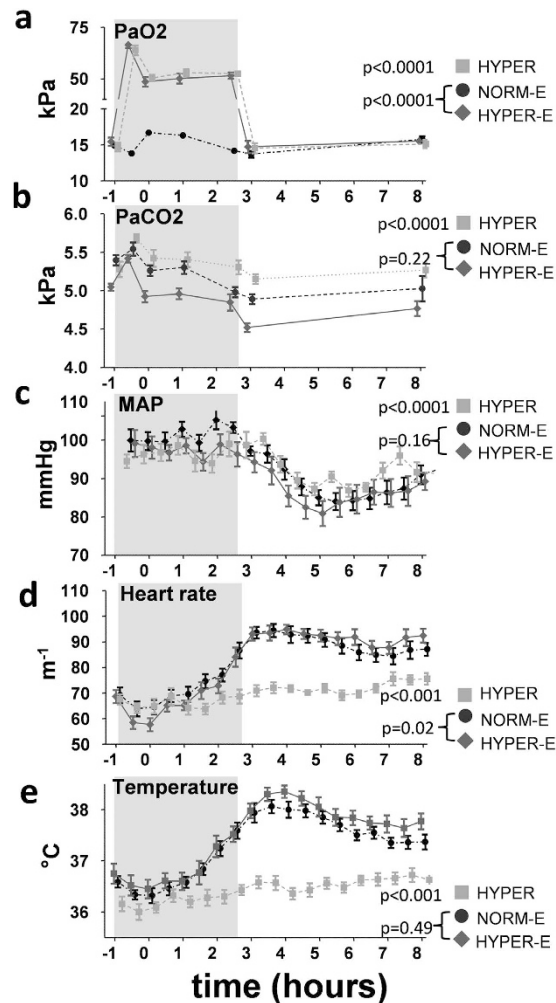 a
PaO2
kPa
50
20
15
10
-1 0 1 2 3 4 5 6 7 8
p<0.0001
HYPER
p<0.0001
NORM-E
HYPER-E
b
PaCO2
kPa
6.0
5.5
5.0
4.5
4.0
-1 0 1 2 3 4 5 6 7 8
p<0.0001
HYPER
p=0.22
NORM-E
HYPER-E
c
MAP
mmHg
110
100
90
80
70
-1 0 1 2 3 4 5 6 7 8
p<0.0001
HYPER
p=0.16
NORM-E
HYPER-E
d
Heart rate
m-1
100
90
80
70
60
50
-1 0 1 2 3 4 5 6 7 8
p<0.001
HYPER
p=0.02
NORM-E
HYPER-E
e
Temperature
°C
38
37
36
-1 0 1 2 3 4 5 6 7 8
p<0.001
HYPER
p=0.49
NORM-E
HYPER-E
time (hours)